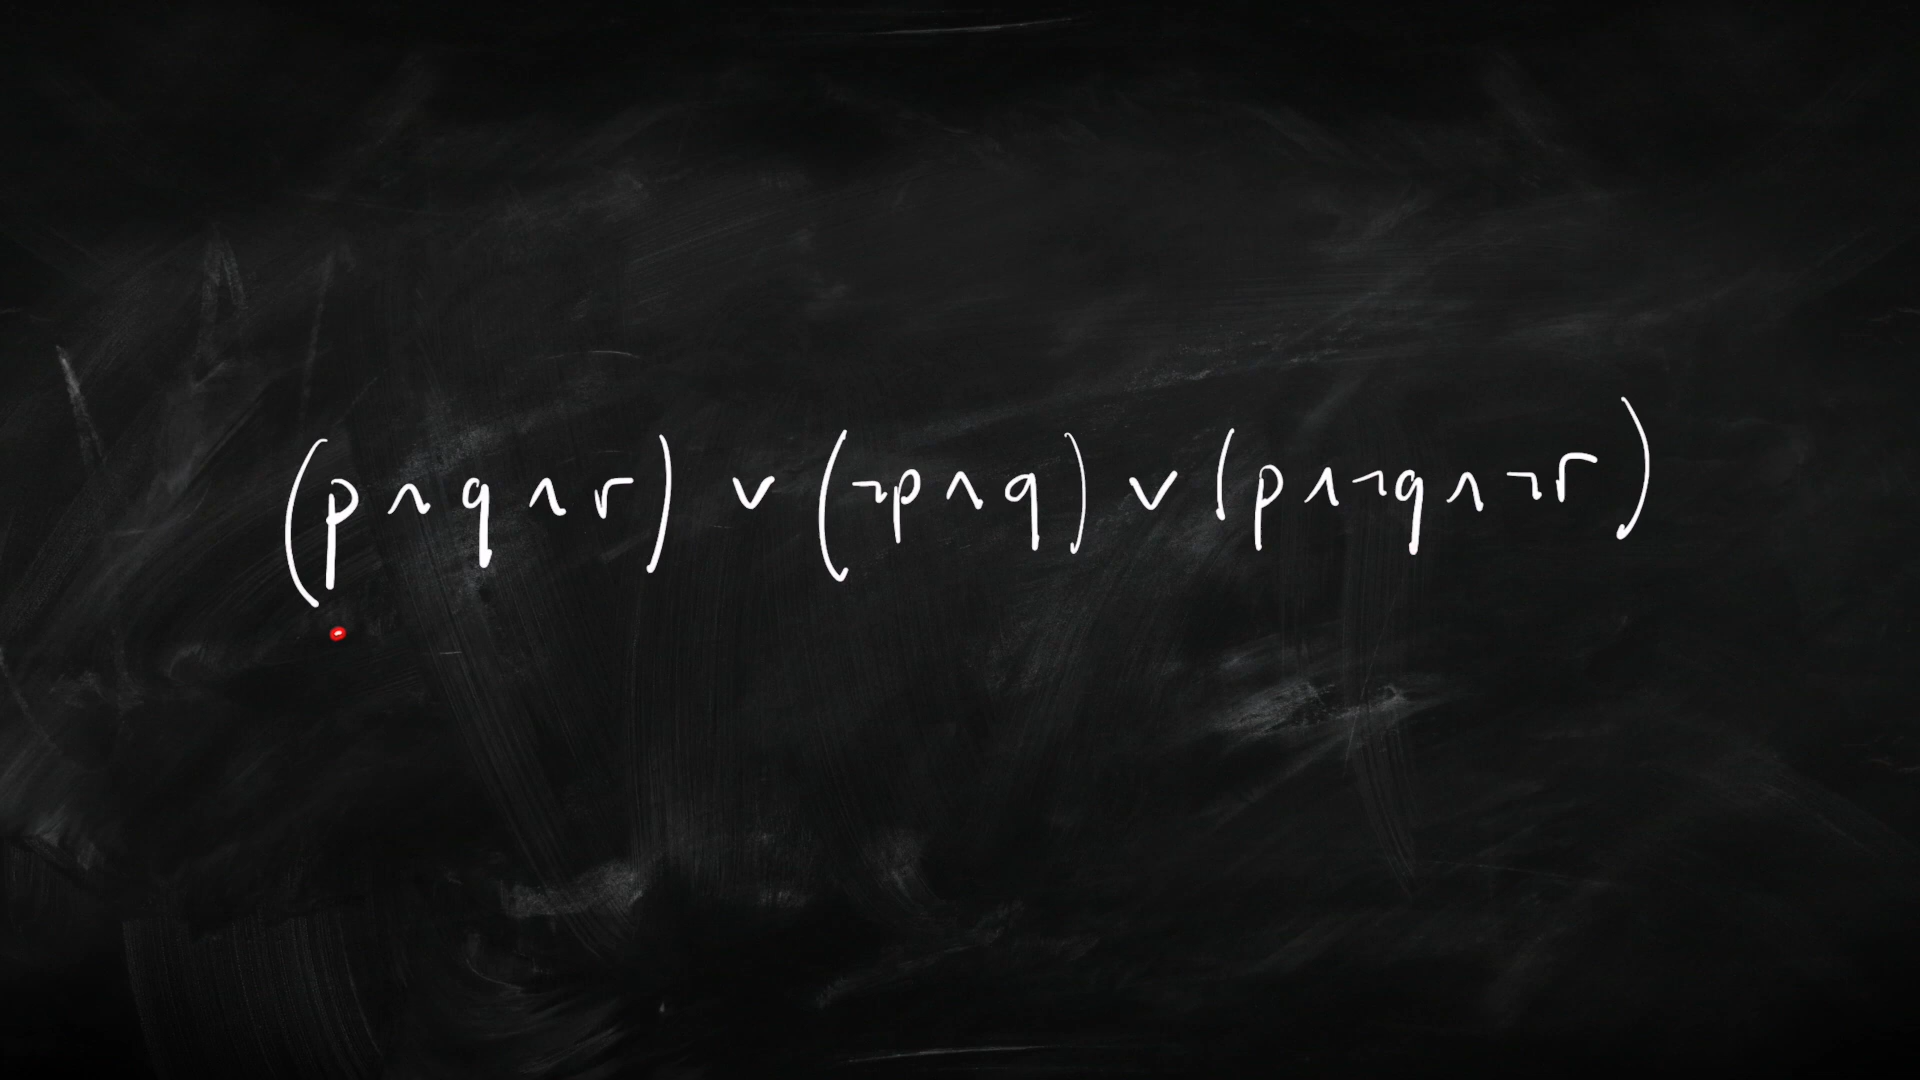 (p ∧ q ∧ r) ∨ (¬p ∧ q) ∨ (p ∧ ¬q ∧ ¬r)